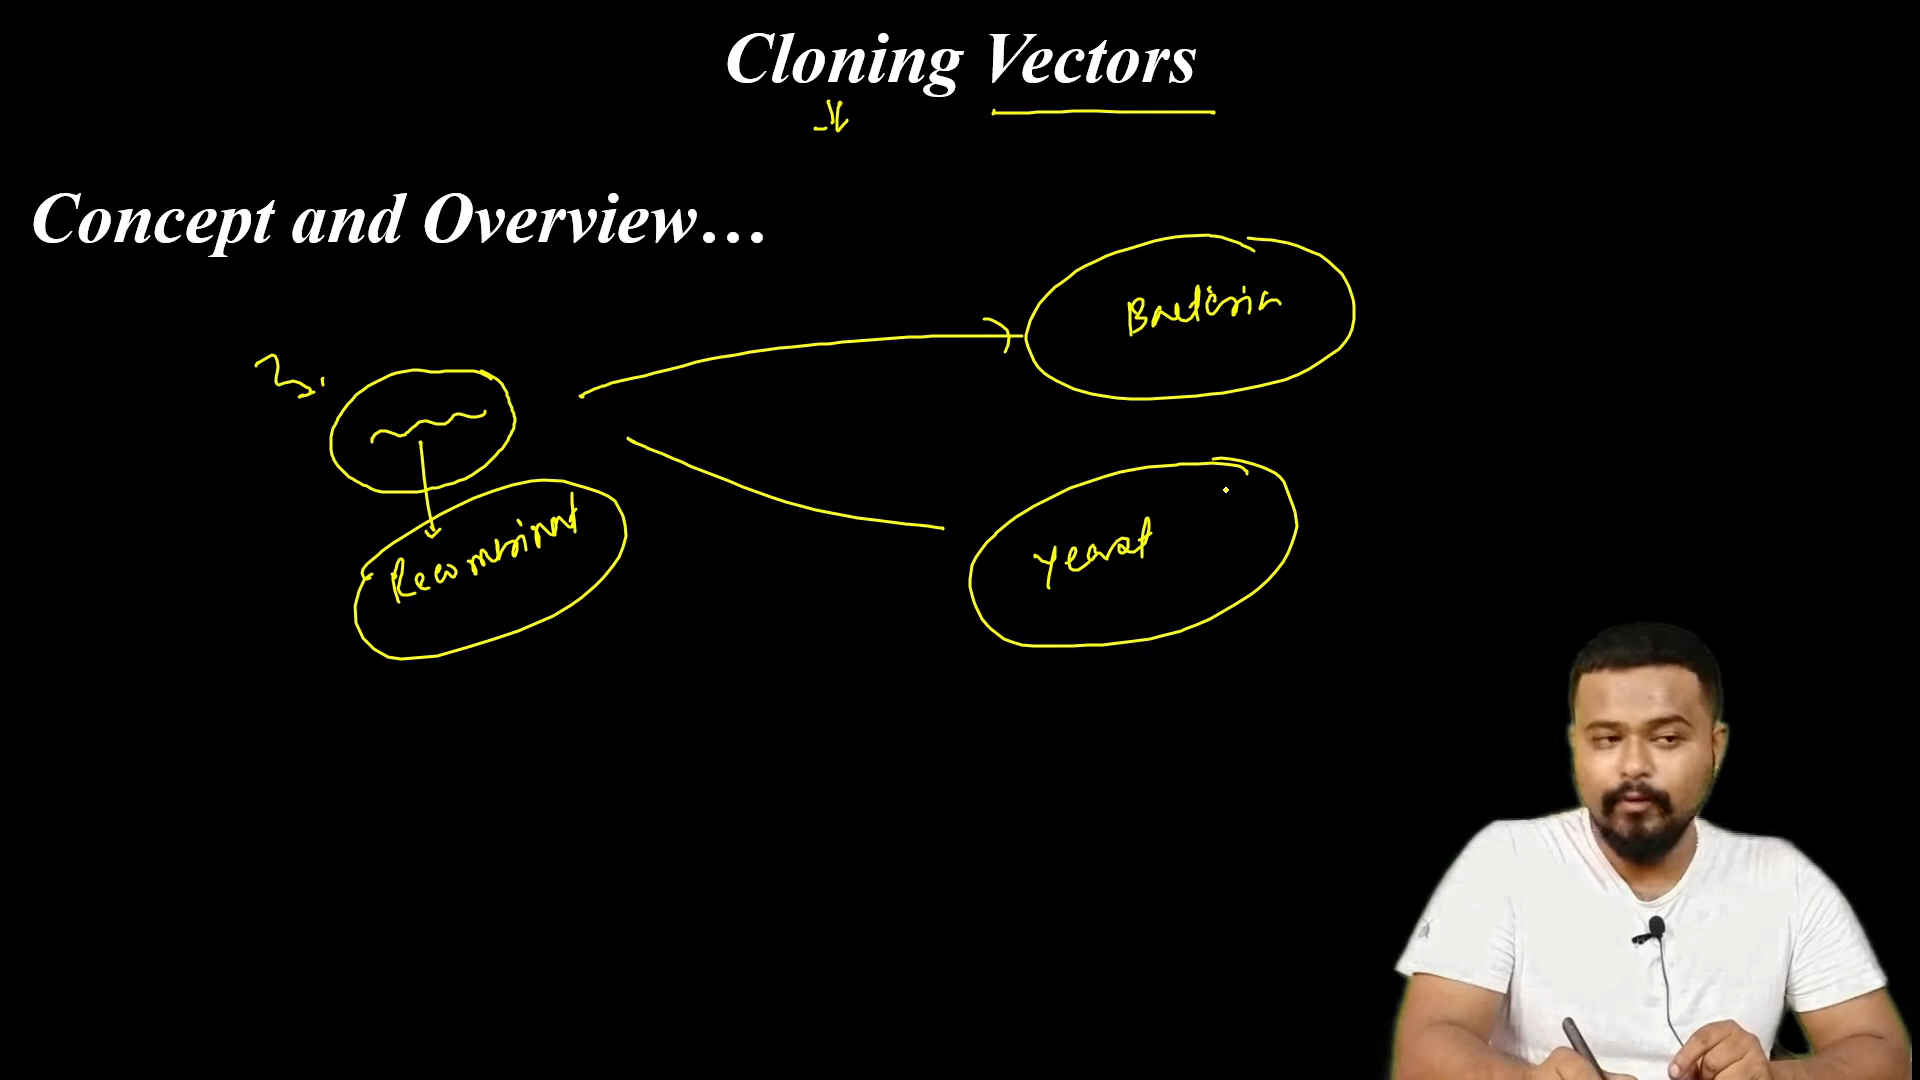 Cloning Vectors
Concept and Overview...
Bacteria
Recombinant
Yeast